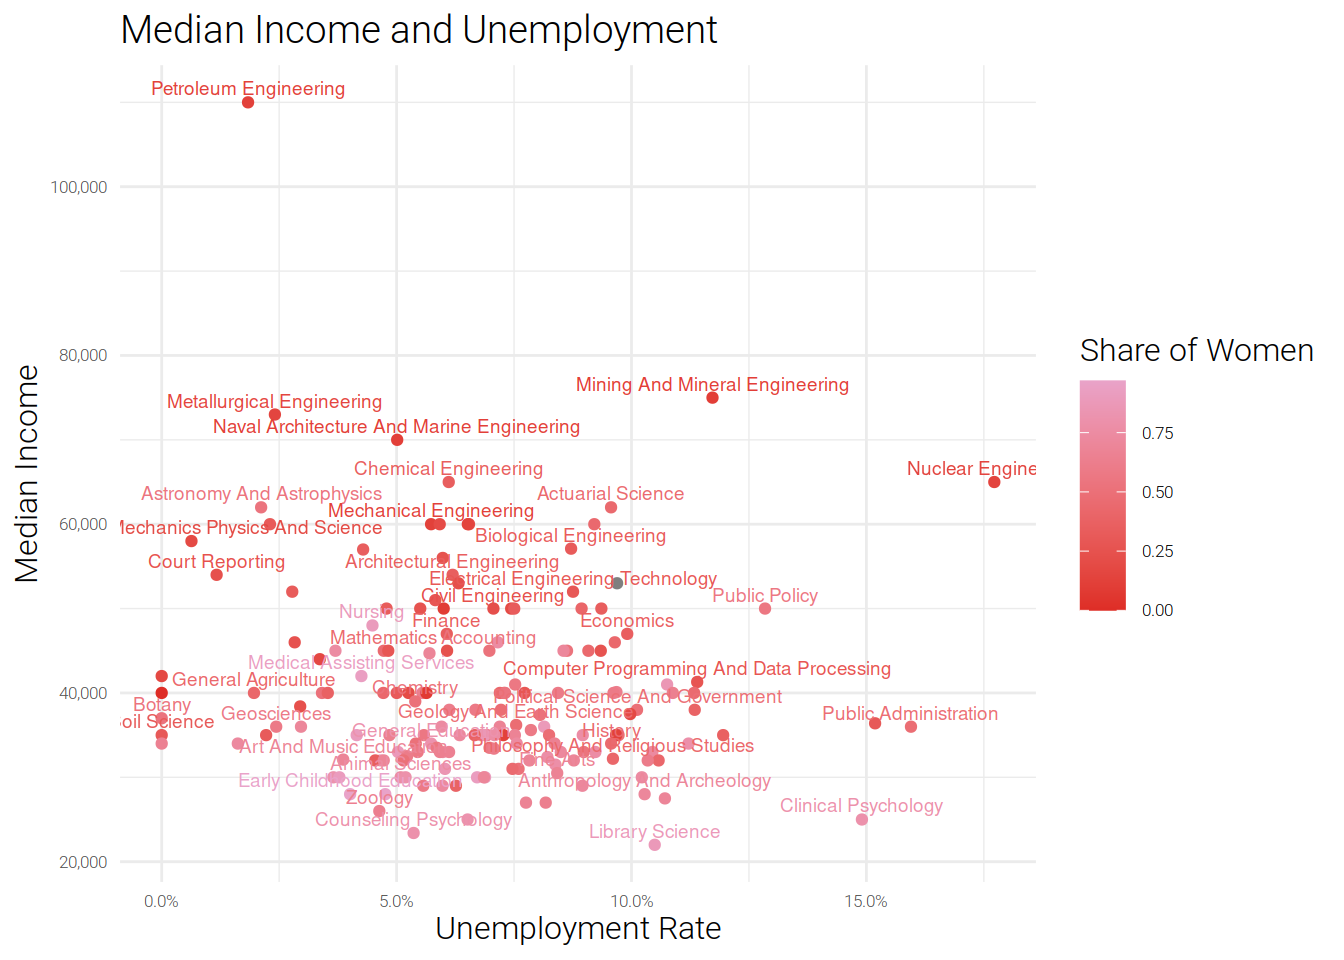 Median Income and Unemployment
Petroleum Engineering
100,000
80,000
Mining And Mineral Engineering
Metallurgical Engineering
Naval Architecture And Marine Engineering
Chemical Engineering
Nuclear Engine
Astronomy And Astrophysics
Actuarial Science
Mechanical Engineering
60,000
Mechanics Physics And Science
Biological Engineering
Court Reporting
Architectural Engineering
Electrical Engineering Technology
Civil Engineering
Public Policy
Nursing
Finance
Economics
Mathematics
Accounting
Medical Assisting Services
Computer Programming And Data Processing
General Agriculture
Chemistry
40,000
Political Science And Government
Botany
Geosciences
Geology And Earth Science
Public Administration
oil Science
General Education
History
Art And Music Education
Philosophy And Religious Studies
Fine Arts
Animal Sciences
Early Childhood Education
Anthropology And Archeology
Zoology
Clinical Psychology
Counseling Psychology
Library Science
20,000
0.0%
5.0%
10.0%
15.0%
Unemployment Rate
Median Income
Share of Women
0.75
0.50
0.25
0.00